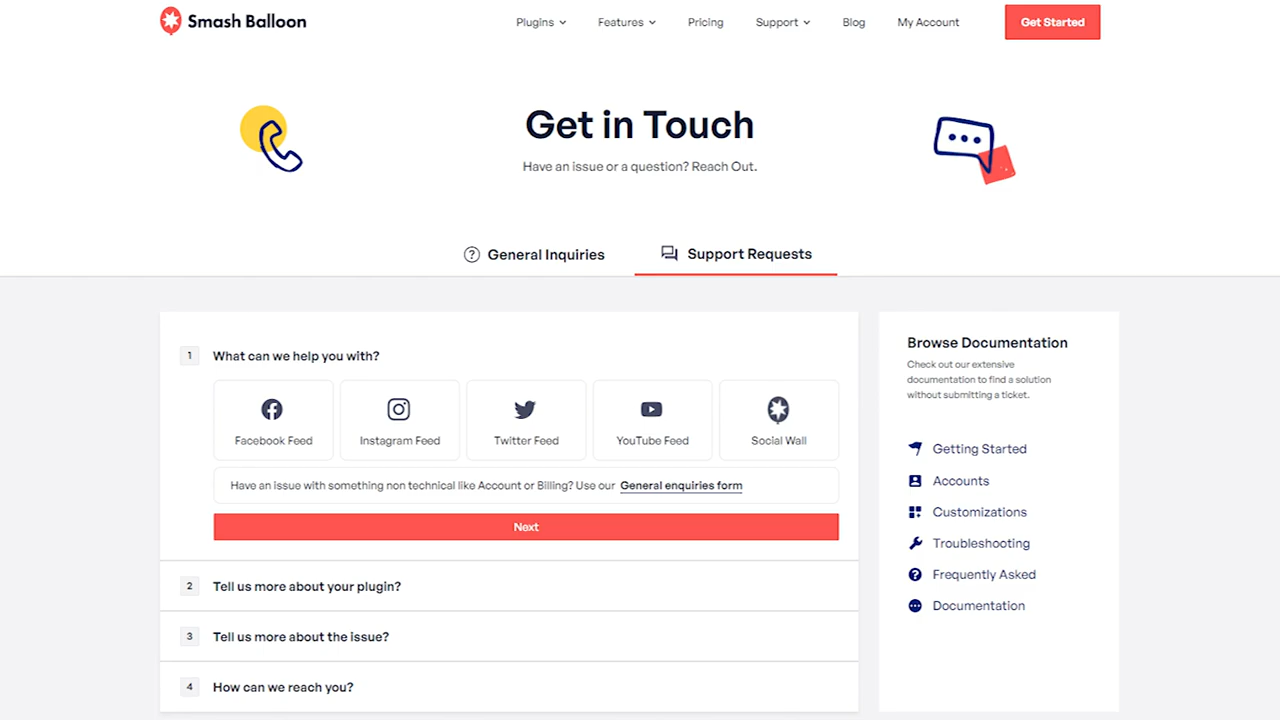 Smash Balloon
Plugins
Features
Pricing
Support
Blog
My Account
Get Started
Get in Touch
Have an issue or a question? Reach Out.
? General Inquiries
Support Requests
1 What can we help you with?
Facebook Feed
Instagram Feed
Twitter Feed
YouTube Feed
Social Wall
Have an issue with something non technical like Account or Billing? Use our General enquiries form
Next
2 Tell us more about your plugin?
3 Tell us more about the issue?
4 How can we reach you?
Browse Documentation
Check out our extensive
documentation to find a solution
without submitting a ticket.
Getting Started
Accounts
Customizations
Troubleshooting
? Frequently Asked
Documentation